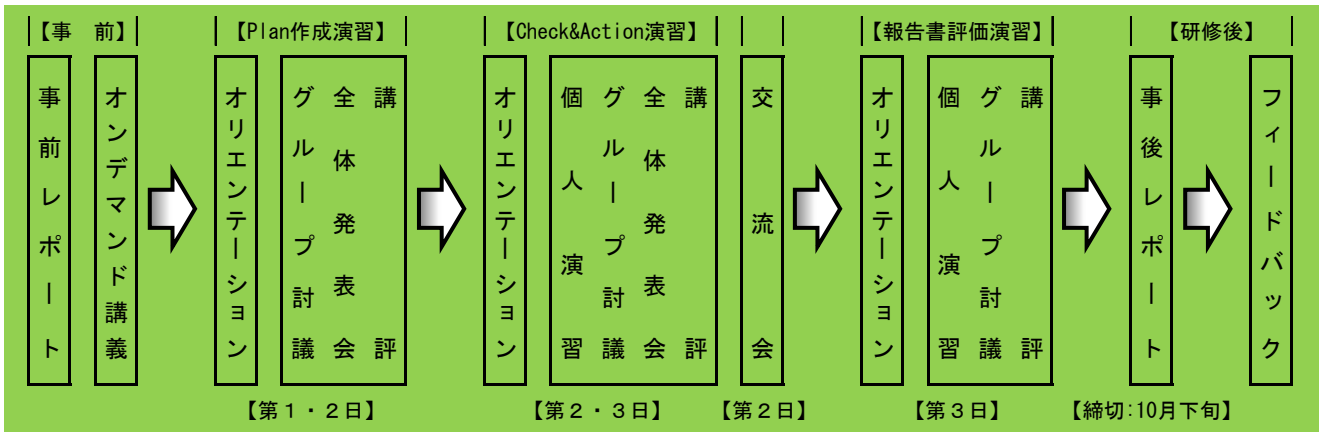 【事　前】
事前レポート
オンデマンド講義
【Plan作成演習】
オリエンテーション
グループ討議
全体発表会
講評
【第１・２日】
【Check&Action演習】
オリエンテーション
個人演習
グループ討議
全体発表会
講評
【第２・３日】
交流会
【第２日】
【報告書評価演習】
オリエンテーション
個人演習
グループ討議
講評
【第３日】
【研修後】
事後レポート
【締切:10月下旬】
フィードバック